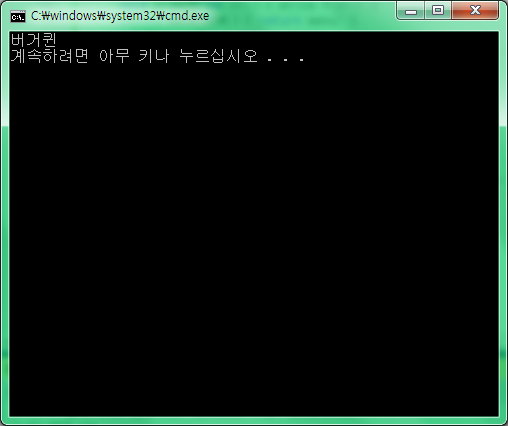 C:₩windows₩system32₩cmd.exe
버거퀸
계속하려면 아무 키나 누르십시오 . . .